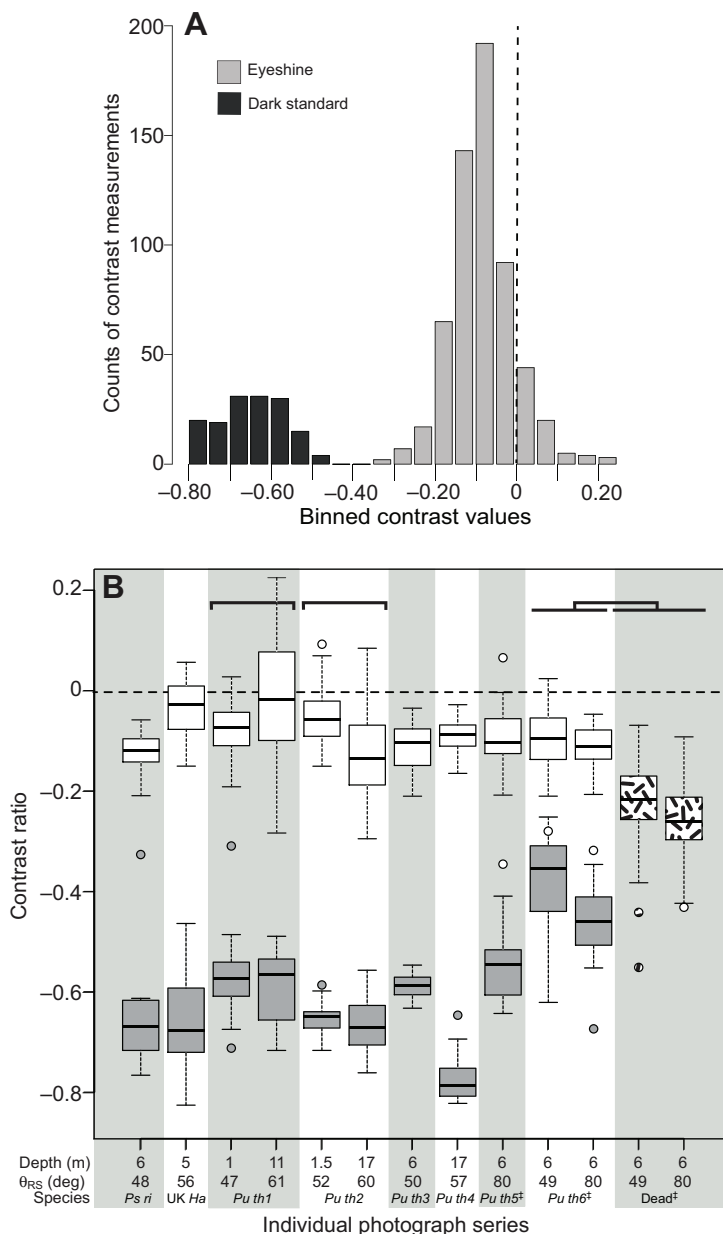 A
200
150
100
50
0
Counts of contrast measurements
Eyeshine
Dark standard
–0.80 –0.60 –0.40 –0.20 0 0.20
Binned contrast values
B
0.2
0
–0.2
–0.4
–0.6
–0.8
Contrast ratio
Depth (m) 6 5 1 11 1.5 17 6 17 6 6 6 6 6
θRS (deg) 48 56 47 61 52 60 50 57 80 49 80 49 80
Species Ps ri UK Ha Pu th1 Pu th2 Pu th3 Pu th4 Pu th5‡ Pu th6‡ Dead‡
Individual photograph series